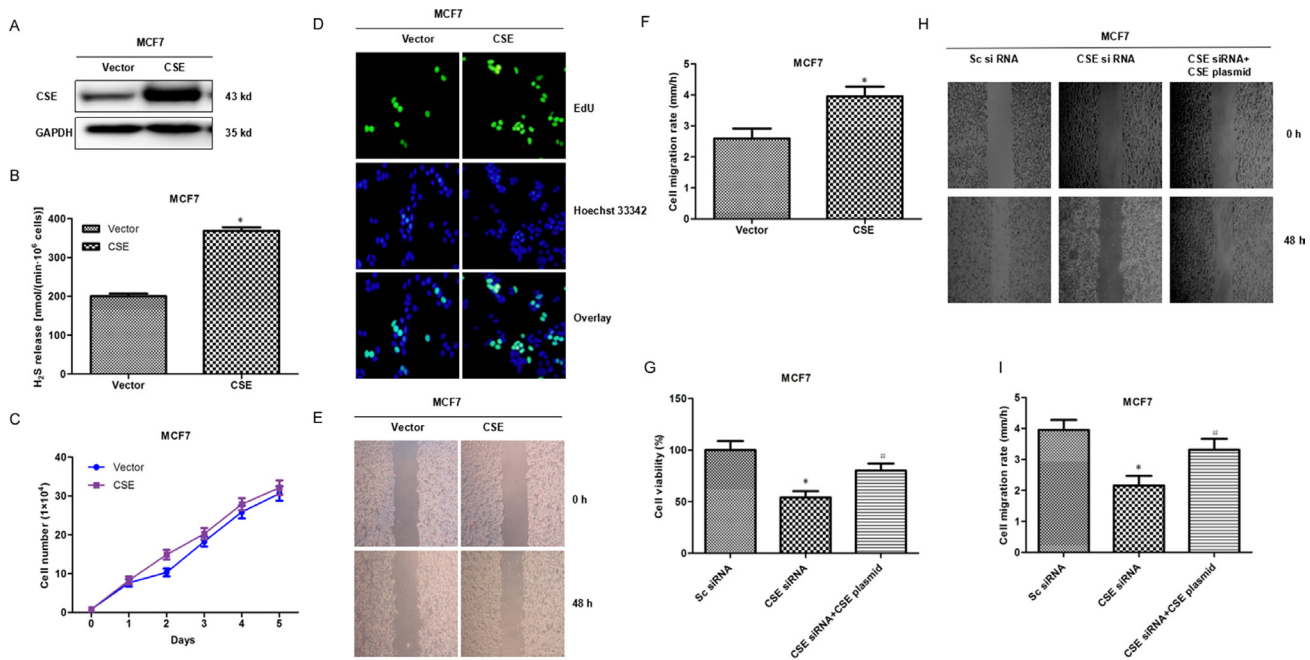 A
MCF7
Vector CSE
CSE 43 kd
GAPDH 35 kd
B
MCF7
H₂S release [nmol/(min·10⁶ cells)]
400
300
200
100
0
Vector
CSE
*
Vector CSE
C
MCF7
Cell number (1×10⁴)
40
30
20
10
0
Vector
CSE
0 1 2 3 4 5
Days
D
MCF7
Vector CSE
EdU
Hoechst 33342
Overlay
E
MCF7
Vector CSE
0 h
48 h
F
MCF7
Cell migration rate (mm/h)
5
4
3
2
1
0
*
Vector CSE
G
MCF7
Cell viability (%)
150
100
50
0
*
#
Sc siRNA
CSE siRNA
CSE siRNA+CSE plasmid
H
MCF7
Sc si RNA CSE si RNA CSE siRNA+
CSE plasmid
0 h
48 h
I
MCF7
Cell migration rate (mm/h)
5
4
3
2
1
0
*
#
Sc siRNA
CSE siRNA
CSE siRNA+CSE plasmid